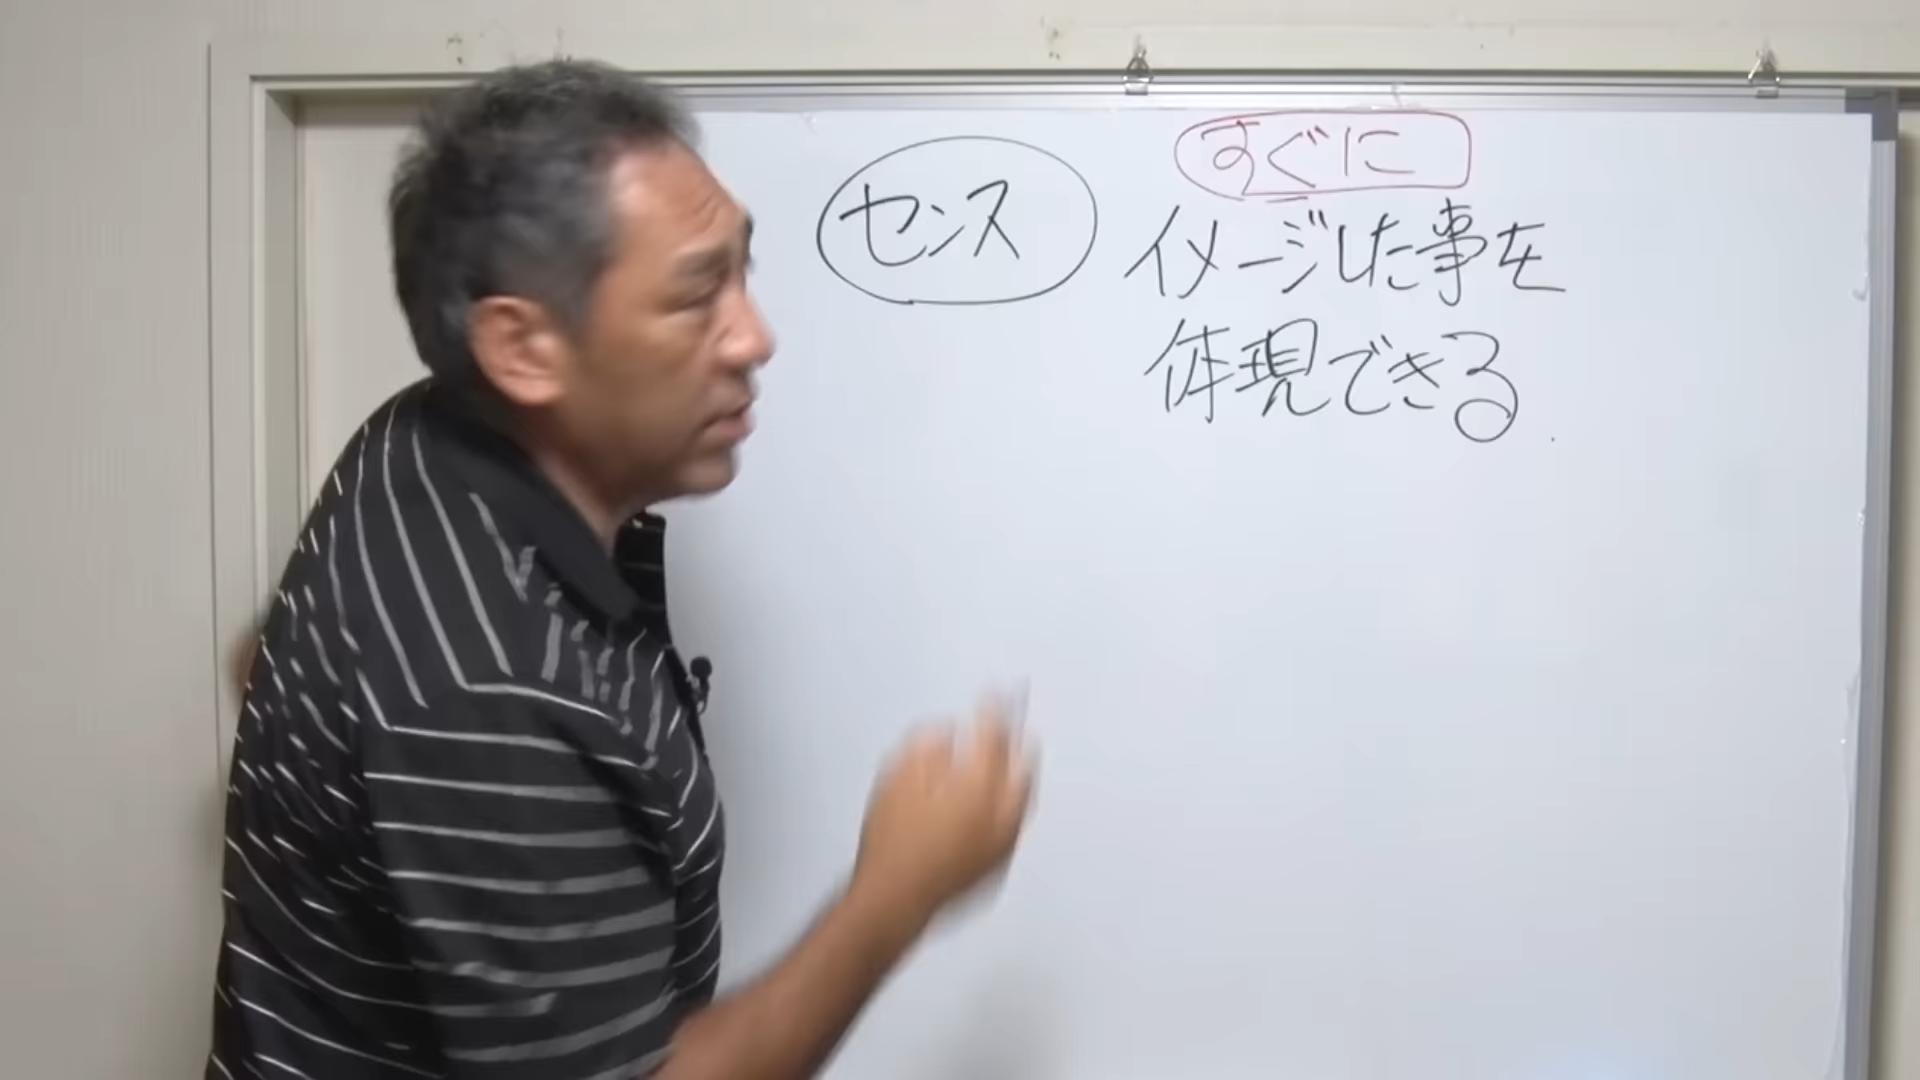 センス
すぐに
イメージした事を
体現できる